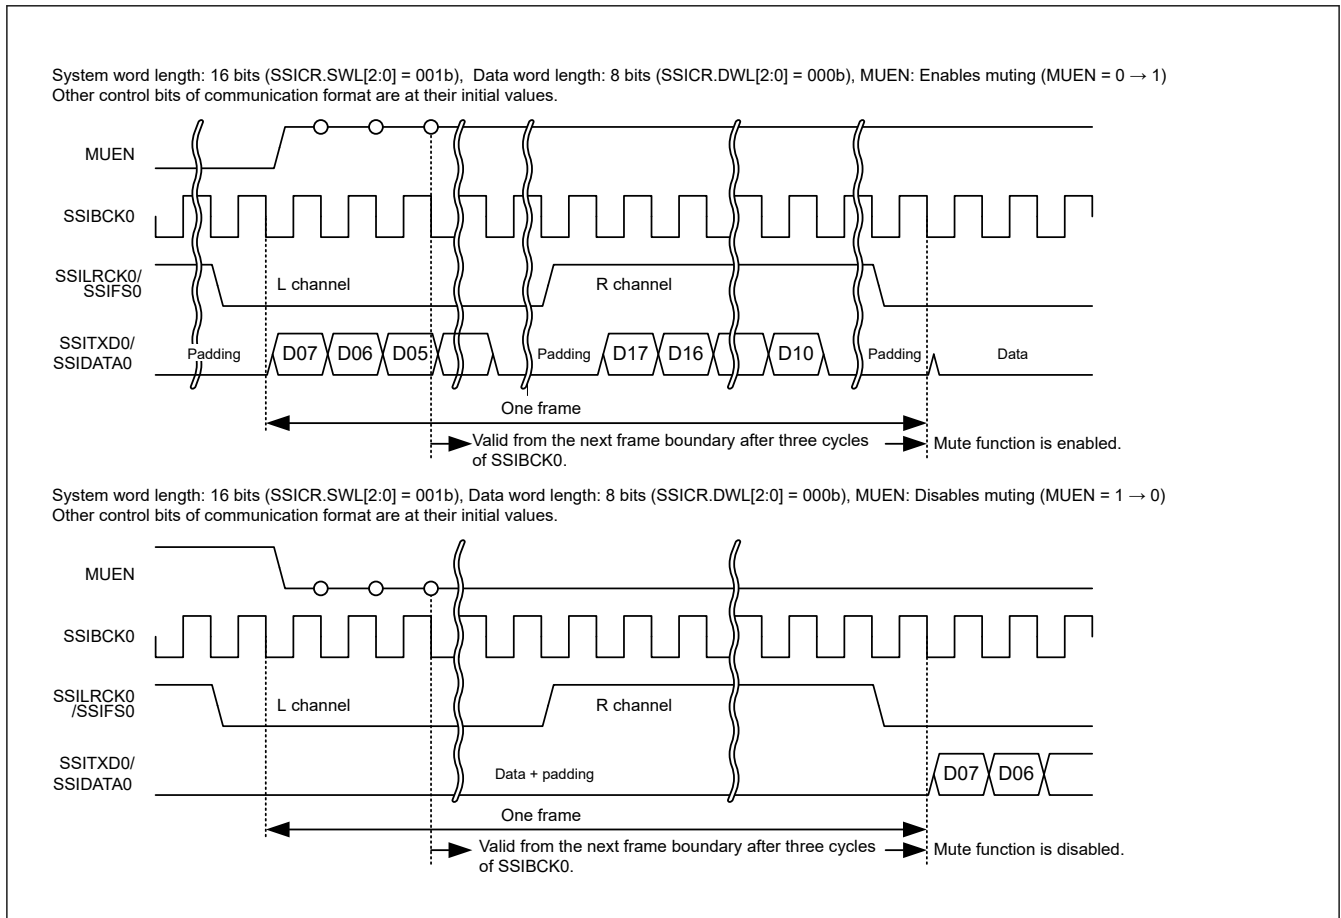 System word length: 16 bits (SSICR.SWL[2:0] = 001b),  Data word length: 8 bits (SSICR.DWL[2:0] = 000b), MUEN: Enables muting (MUEN = 0 → 1)
Other control bits of communication format are at their initial values.
MUEN
SSIBCK0
SSILRCK0/
SSIFS0
L channel
R channel
SSITXD0/
SSIDATA0
Padding
D07
D06
D05
Padding
D17
D16
D10
Padding
Data
One frame
Valid from the next frame boundary after three cycles
of SSIBCK0.
Mute function is enabled.
System word length: 16 bits (SSICR.SWL[2:0] = 001b), Data word length: 8 bits (SSICR.DWL[2:0] = 000b), MUEN: Disables muting (MUEN = 1 → 0)
Other control bits of communication format are at their initial values.
MUEN
SSIBCK0
SSILRCK0
/SSIFS0
L channel
R channel
SSITXD0/
SSIDATA0
Data + padding
D07
D06
One frame
Valid from the next frame boundary after three cycles
of SSIBCK0.
Mute function is disabled.